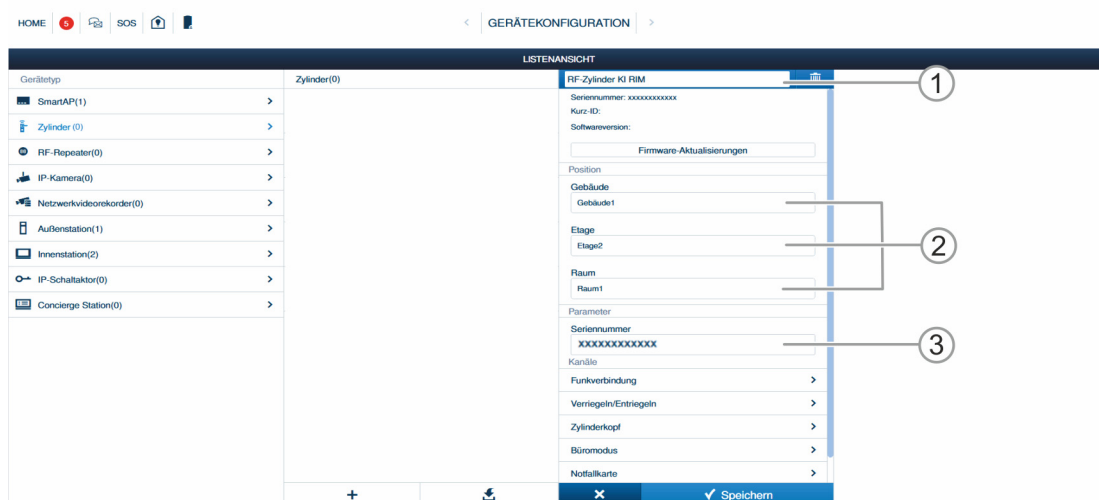 HOME 5 SOS < GERÄTEKONFIGURATION >
LISTENANSICHT
Gerätetyp
SmartAP(1)
Zylinder (0)
RF-Repeater(0)
IP-Kamera(0)
Netzwerkvideorekorder(0)
Außenstation(1)
Innenstation(2)
IP-Schaltaktor(0)
Concierge Station(0)
Zylinder(0)
RF-Zylinder KI RIM
1
Seriennummer: xxxxxxxxxxxx
Kurz-ID:
Softwareversion:
Firmware-Aktualisierungen
Position
Gebäude
Gebäude1
Etage
Etage2
2
Raum
Raum1
Parameter
Seriennummer
XXXXXXXXXXXX
3
Kanäle
Funkverbindung
Verriegeln/Entriegeln
Zylinderkopf
Büromodus
Notfallkarte
Speichern